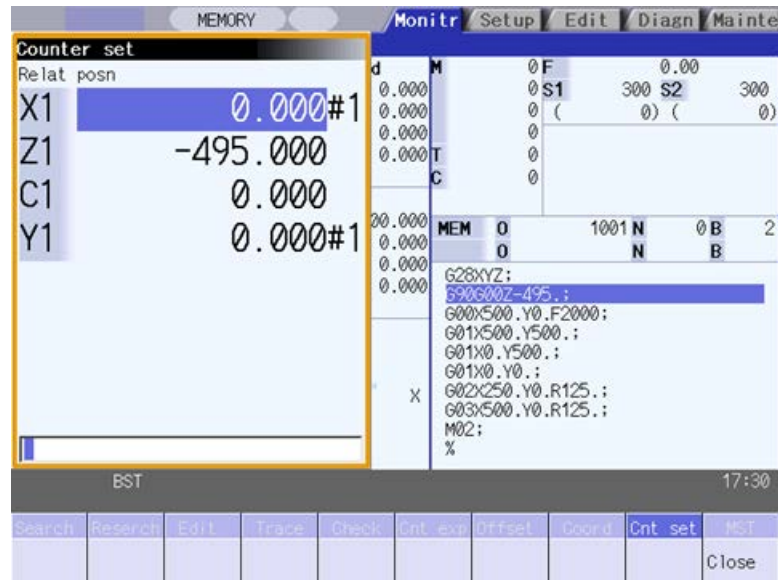 MEMORY Monitr Setup Edit Diagn Mainte
Counter set
Relat posn
X1 0.000#1
Z1 -495.000
C1 0.000
Y1 0.000#1
d
0.000
0.000
0.000
0.000
00.000
0.000
0.000
0.000
X
M 0 F 0.00
0 S1 300 S2 300
0 ( 0) ( 0)
0
T 0
C 0
MEM O 1001 N 0 B 2
O N B
G28XYZ;
G90G00Z-495.;
G00X500.Y0.F2000;
G01X500.Y500.;
G01X0.Y500.;
G01X0.Y0.;
G02X250.Y0.R125.;
G03X500.Y0.R125.;
M02;
%
BST 17:30
Search Reserch Edit Trace Check Cnt exp Offset Coord Cnt set MST
Close